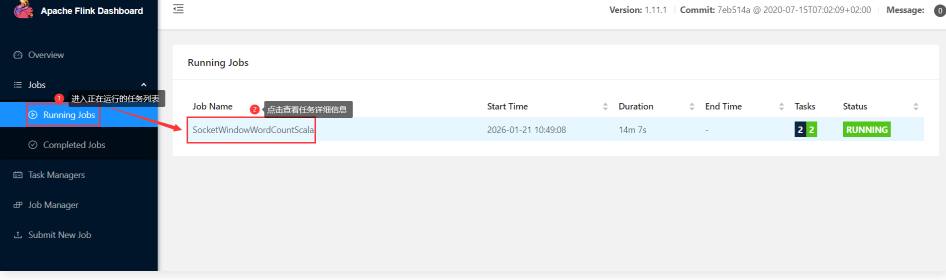 Apache Flink Dashboard
Version: 1.11.1 Commit: 7eb514a @ 2020-07-15T07:02:09+02:00 Message: 0
Overview
Jobs
1 进入正在运行的任务列表
Running Jobs
Completed Jobs
Task Managers
Job Manager
Submit New Job
Running Jobs
2 点击查看任务详细信息
Job Name Start Time Duration End Time Tasks Status
SocketWindowWordCountScala 2026-01-21 10:49:08 14m 7s - 2 2 RUNNING